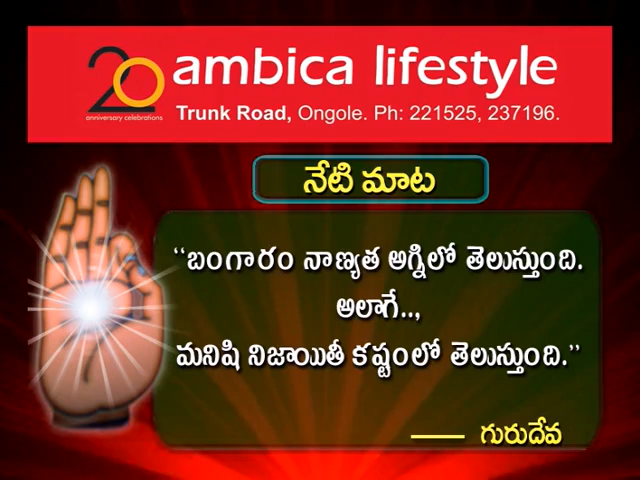 20 ambica lifestyle
anniversary celebrations
Trunk Road, Ongole. Ph: 221525, 237196.
నేటి మాట
“బంగారం నాణ్యత అగ్నిలో తెలుస్తుంది.
అలాగే..,
మనిషి నిజాయితీ కష్టంలో తెలుస్తుంది.”
—— గురుదేవ